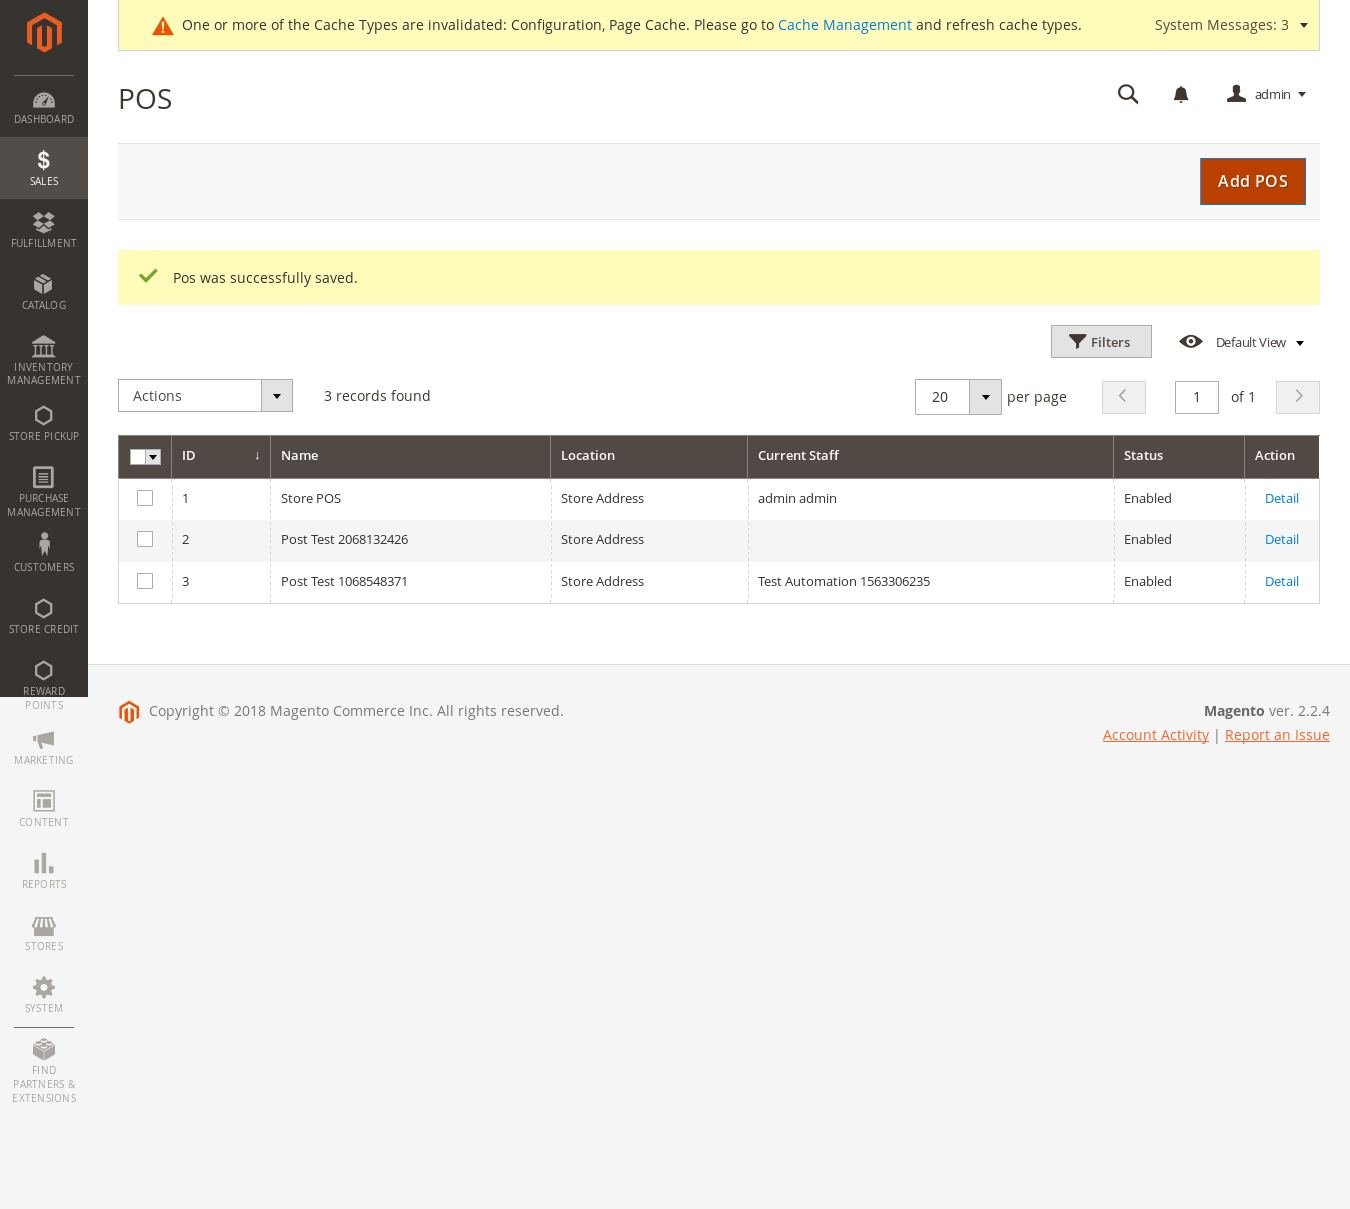 One or more of the Cache Types are invalidated: Configuration, Page Cache. Please go to Cache Management and refresh cache types.
System Messages: 3
POS
admin
DASHBOARD
SALES
FULFILLMENT
CATALOG
INVENTORY
MANAGEMENT
STORE PICKUP
PURCHASE
MANAGEMENT
CUSTOMERS
STORE CREDIT
REWARD
POINTS
MARKETING
CONTENT
REPORTS
STORES
SYSTEM
FIND
PARTNERS &
EXTENSIONS
Add POS
Pos was successfully saved.
Filters
Default View
Actions
3 records found
20 per page
1 of 1
ID ↓ Name Location Current Staff Status Action
1 Store POS Store Address admin admin Enabled Detail
2 Post Test 2068132426 Store Address Enabled Detail
3 Post Test 1068548371 Store Address Test Automation 1563306235 Enabled Detail
Copyright © 2018 Magento Commerce Inc. All rights reserved.
Magento ver. 2.2.4
Account Activity | Report an Issue